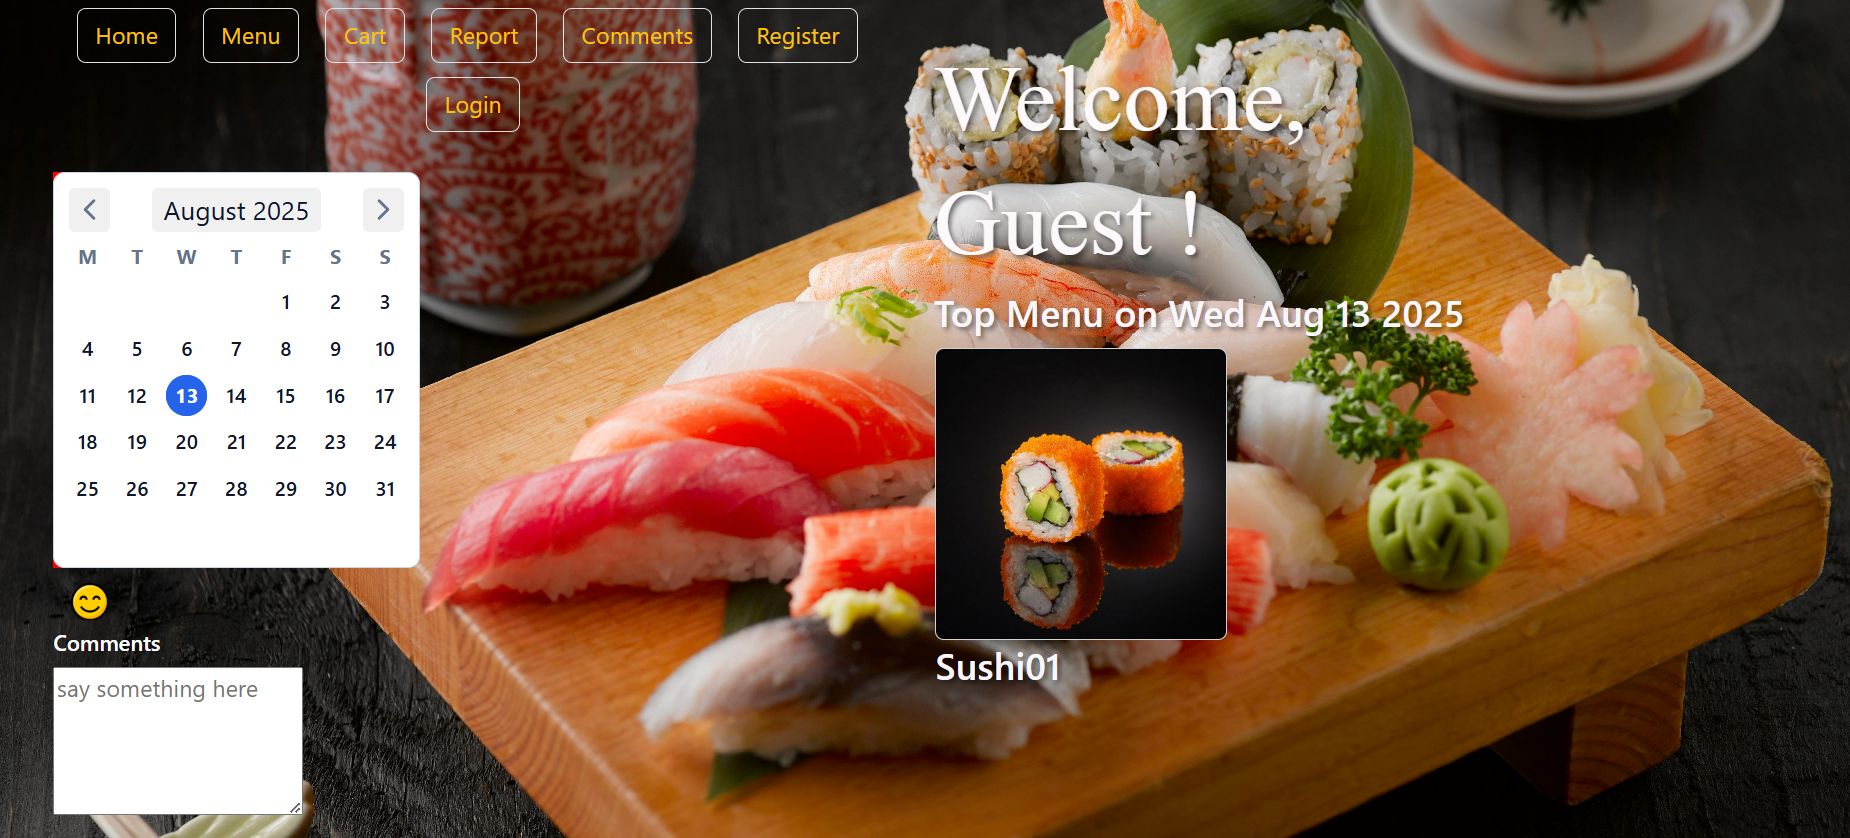 Home Menu Cart Report Comments Register
Login
Welcome,
Guest !
August 2025
M T W T F S S
1 2 3
4 5 6 7 8 9 10
11 12 13 14 15 16 17
18 19 20 21 22 23 24
25 26 27 28 29 30 31
Top Menu on Wed Aug 13 2025
Sushi01
Comments
say something here